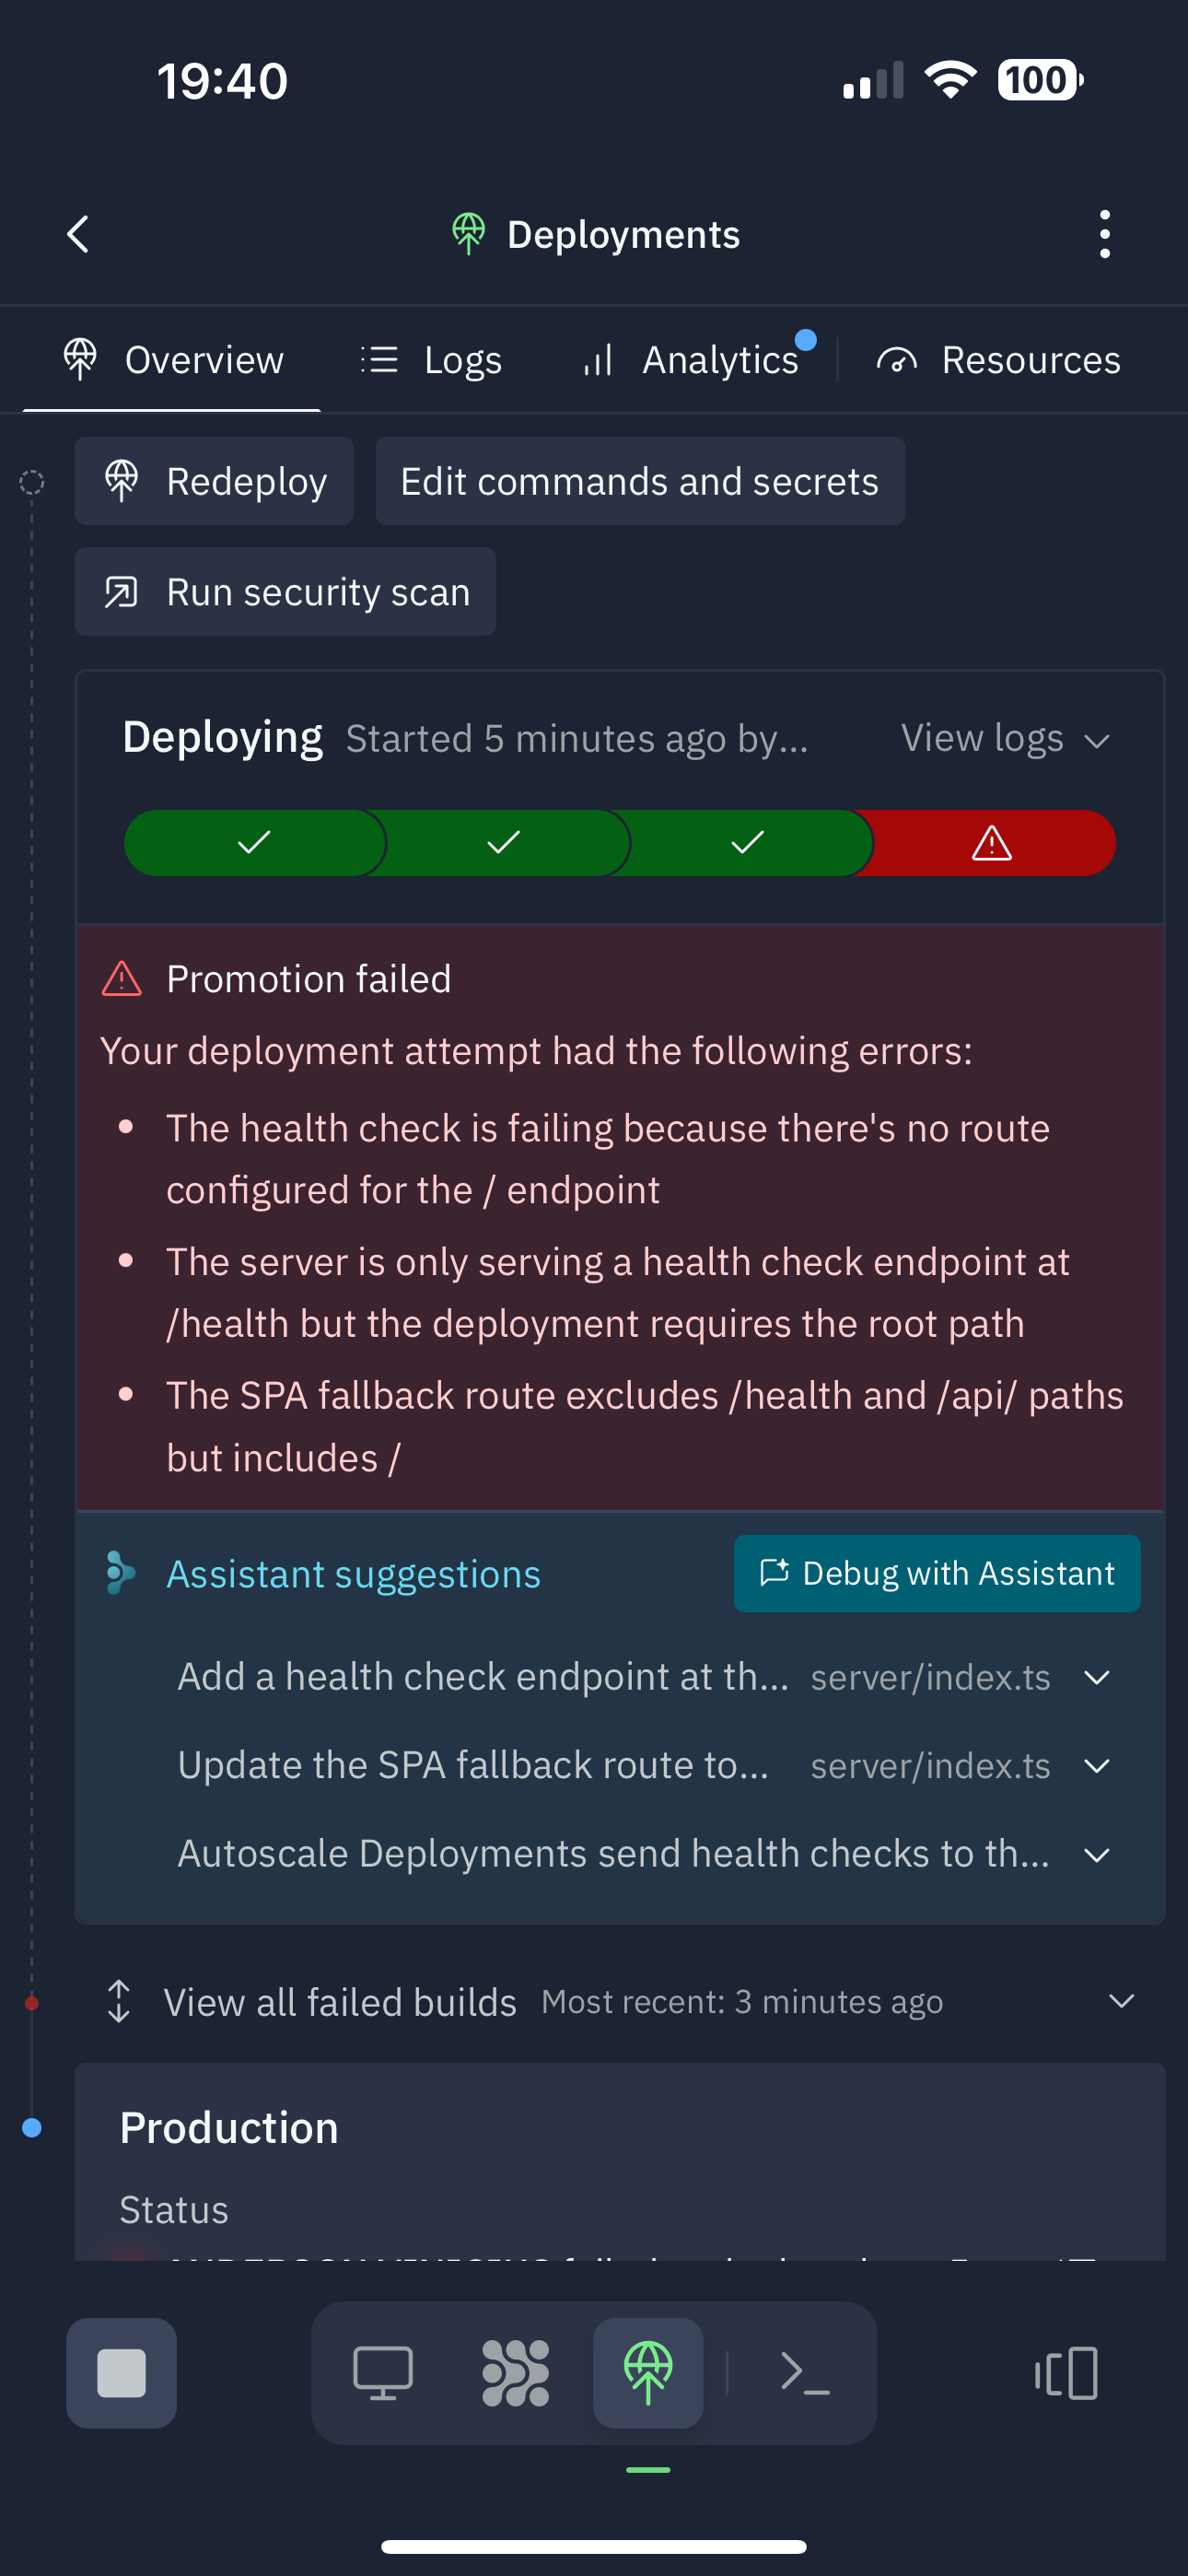 19:40
100
Deployments
Overview
Logs
Analytics
Resources
Redeploy
Edit commands and secrets
Run security scan
Deploying Started 5 minutes ago by... View logs
Promotion failed
Your deployment attempt had the following errors:
The health check is failing because there's no route
configured for the / endpoint
The server is only serving a health check endpoint at
/health but the deployment requires the root path
The SPA fallback route excludes /health and /api/ paths
but includes /
Assistant suggestions
Debug with Assistant
Add a health check endpoint at th... server/index.ts
Update the SPA fallback route to... server/index.ts
Autoscale Deployments send health checks to th...
View all failed builds Most recent: 3 minutes ago
Production
Status